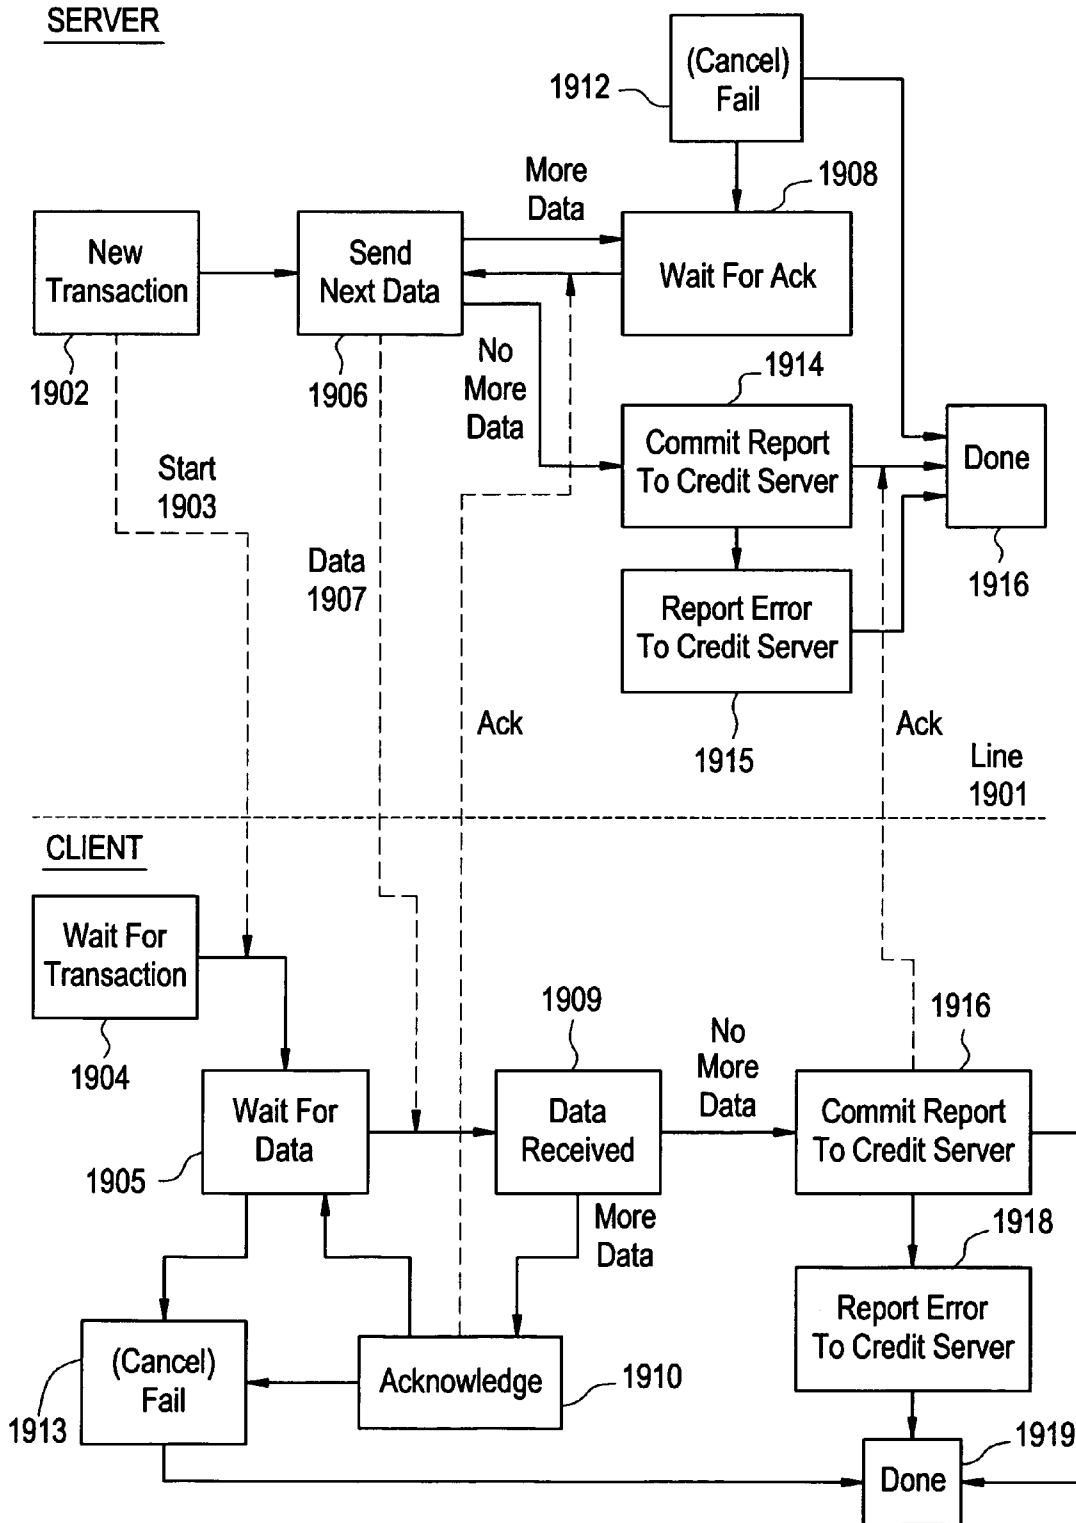 SERVER
(Cancel)
Fail
1912
1908
More
Data
New
Transaction
Send
Next Data
Wait For Ack
1902
1906
No
More
Data
1914
Commit Report
To Credit Server
Done
Start
1903
Data
1907
1916
Report Error
To Credit Server
Ack
1915
Ack
Line
1901
CLIENT
Wait For
Transaction
1904
1909
No
More
Data
1916
Wait For
Data
Data
Received
Commit Report
To Credit Server
1905
More
Data
1918
Report Error
To Credit Server
(Cancel)
Fail
Acknowledge
1910
1913
1919
Done